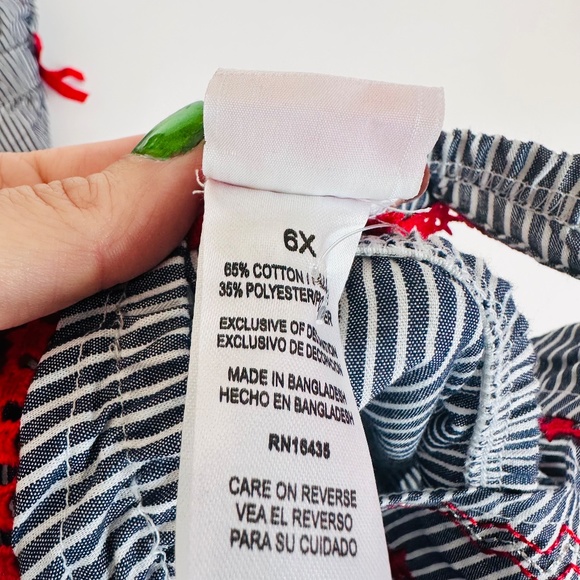 6X
65% COTTON
35% POLYESTER
EXCLUSIVE OF
EXCLUSIVO DE DECORACION
MADE IN BANGLADESH
HECHO EN BANGLADESH
RN16435
CARE ON REVERSE
VEA EL REVERSO
PARA SU CUIDADO